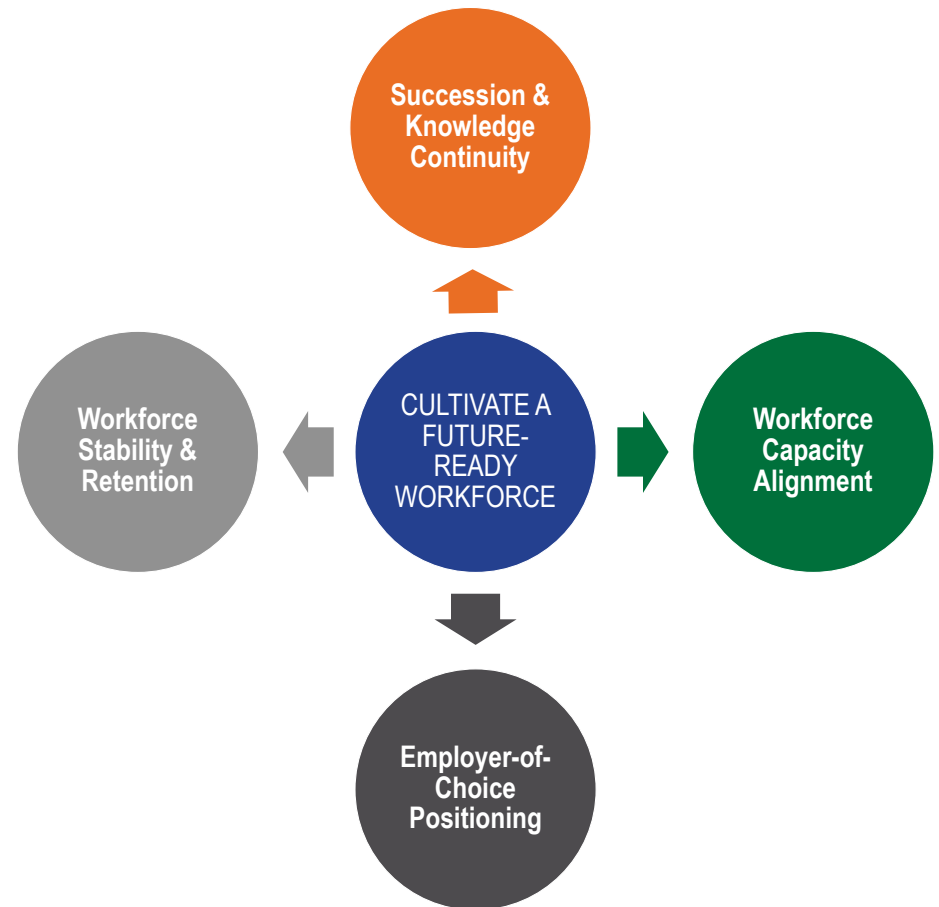 Succession &
Knowledge
Continuity
Workforce
Stability &
Retention
CULTIVATE A
FUTURE-
READY
WORKFORCE
Workforce
Capacity
Alignment
Employer-of-
Choice
Positioning